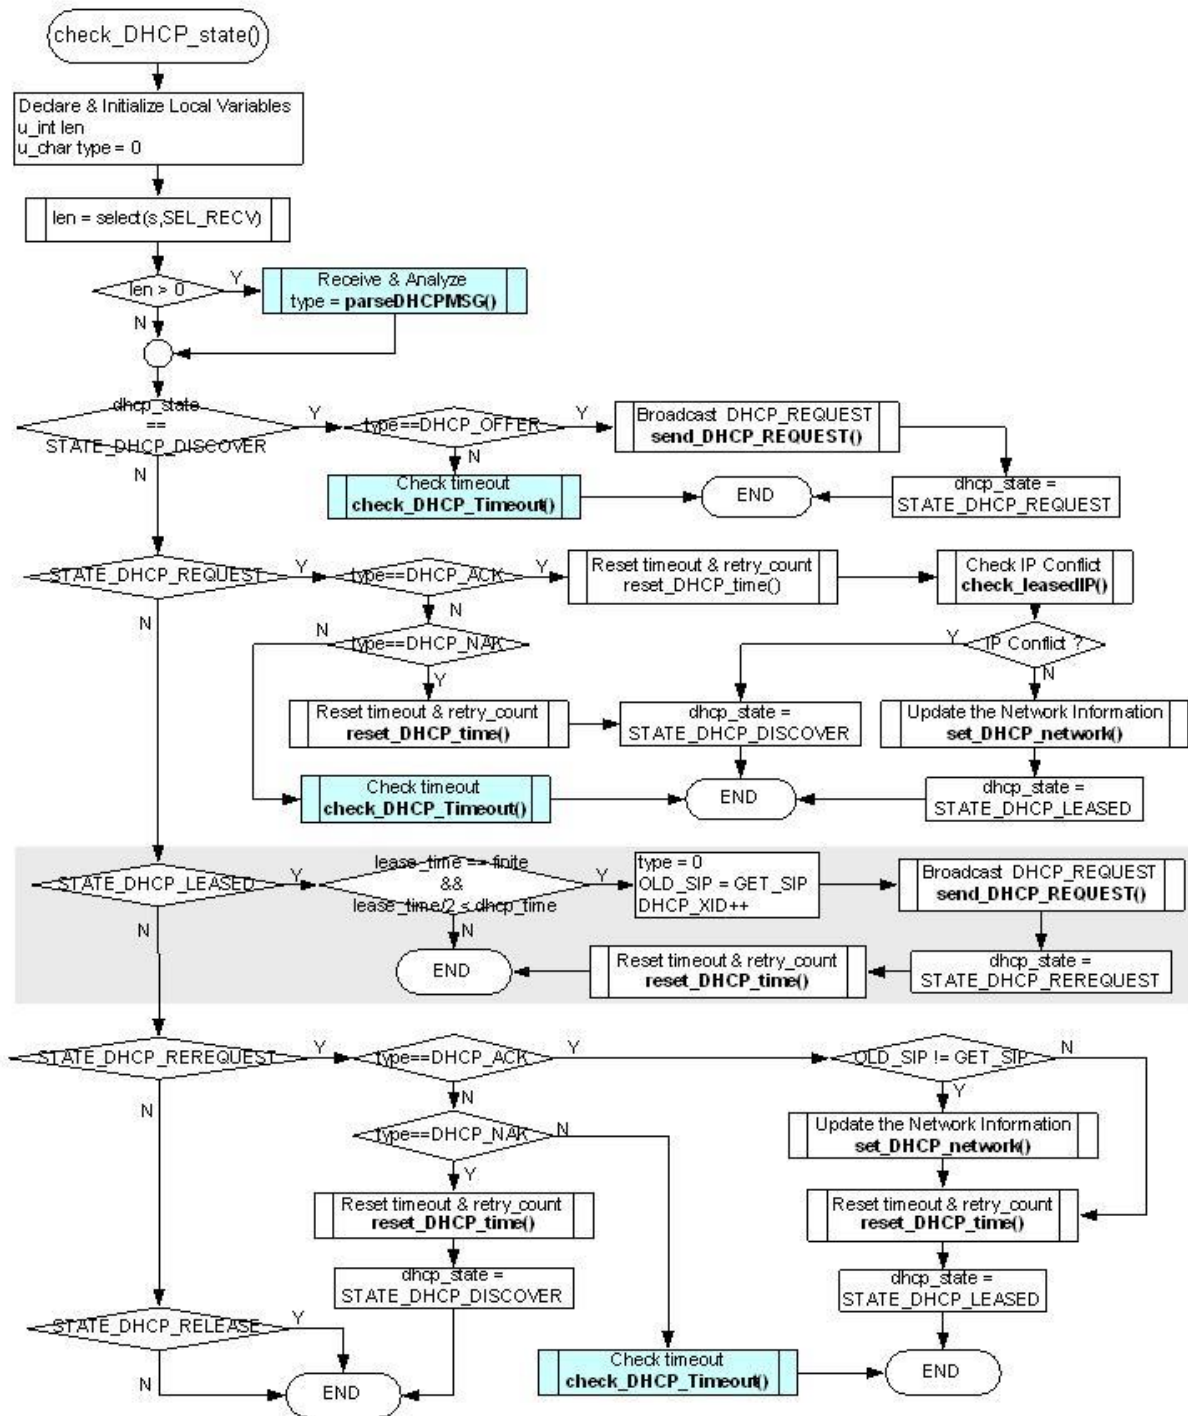 check_DHCP_state()
Declare & Initialize Local Variables
u_int len
u_char type = 0
len = select(s,SEL_RECV)
len > 0
Y
Receive & Analyze
type = parseDHCPMSG()
N
dhcp_state
==
STATE_DHCP_DISCOVER
Y
type==DHCP_OFFER
Y
Broadcast DHCP_REQUEST
send_DHCP_REQUEST()
N
N
Check timeout
check_DHCP_Timeout()
END
dhcp_state =
STATE_DHCP_REQUEST
STATE_DHCP_REQUEST
Y
type==DHCP_ACK
Y
Reset timeout & retry_count
reset_DHCP_time()
Check IP Conflict
check_leasedIP()
N
N
N
type==DHCP_NAK
Y
IP Conflict ?
Y
N
Reset timeout & retry_count
reset_DHCP_time()
dhcp_state =
STATE_DHCP_DISCOVER
Update the Network Information
set_DHCP_network()
Check timeout
check_DHCP_Timeout()
END
dhcp_state =
STATE_DHCP_LEASED
STATE_DHCP_LEASED
Y
lease_time == finite
&&
lease_time/2 < dhcp_time
Y
type = 0
OLD_SIP = GET_SIP
DHCP_XID++
Broadcast DHCP_REQUEST
send_DHCP_REQUEST()
N
N
END
Reset timeout & retry_count
reset_DHCP_time()
dhcp_state =
STATE_DHCP_REREQUEST
STATE_DHCP_REREQUEST
Y
type==DHCP_ACK
Y
OLD_SIP != GET_SIP
N
N
N
Y
type==DHCP_NAK
N
Update the Network Information
set_DHCP_network()
Y
Reset timeout & retry_count
reset_DHCP_time()
Reset timeout & retry_count
reset_DHCP_time()
dhcp_state =
STATE_DHCP_DISCOVER
dhcp_state =
STATE_DHCP_LEASED
STATE_DHCP_RELEASE
Y
Check timeout
check_DHCP_Timeout()
END
N
END